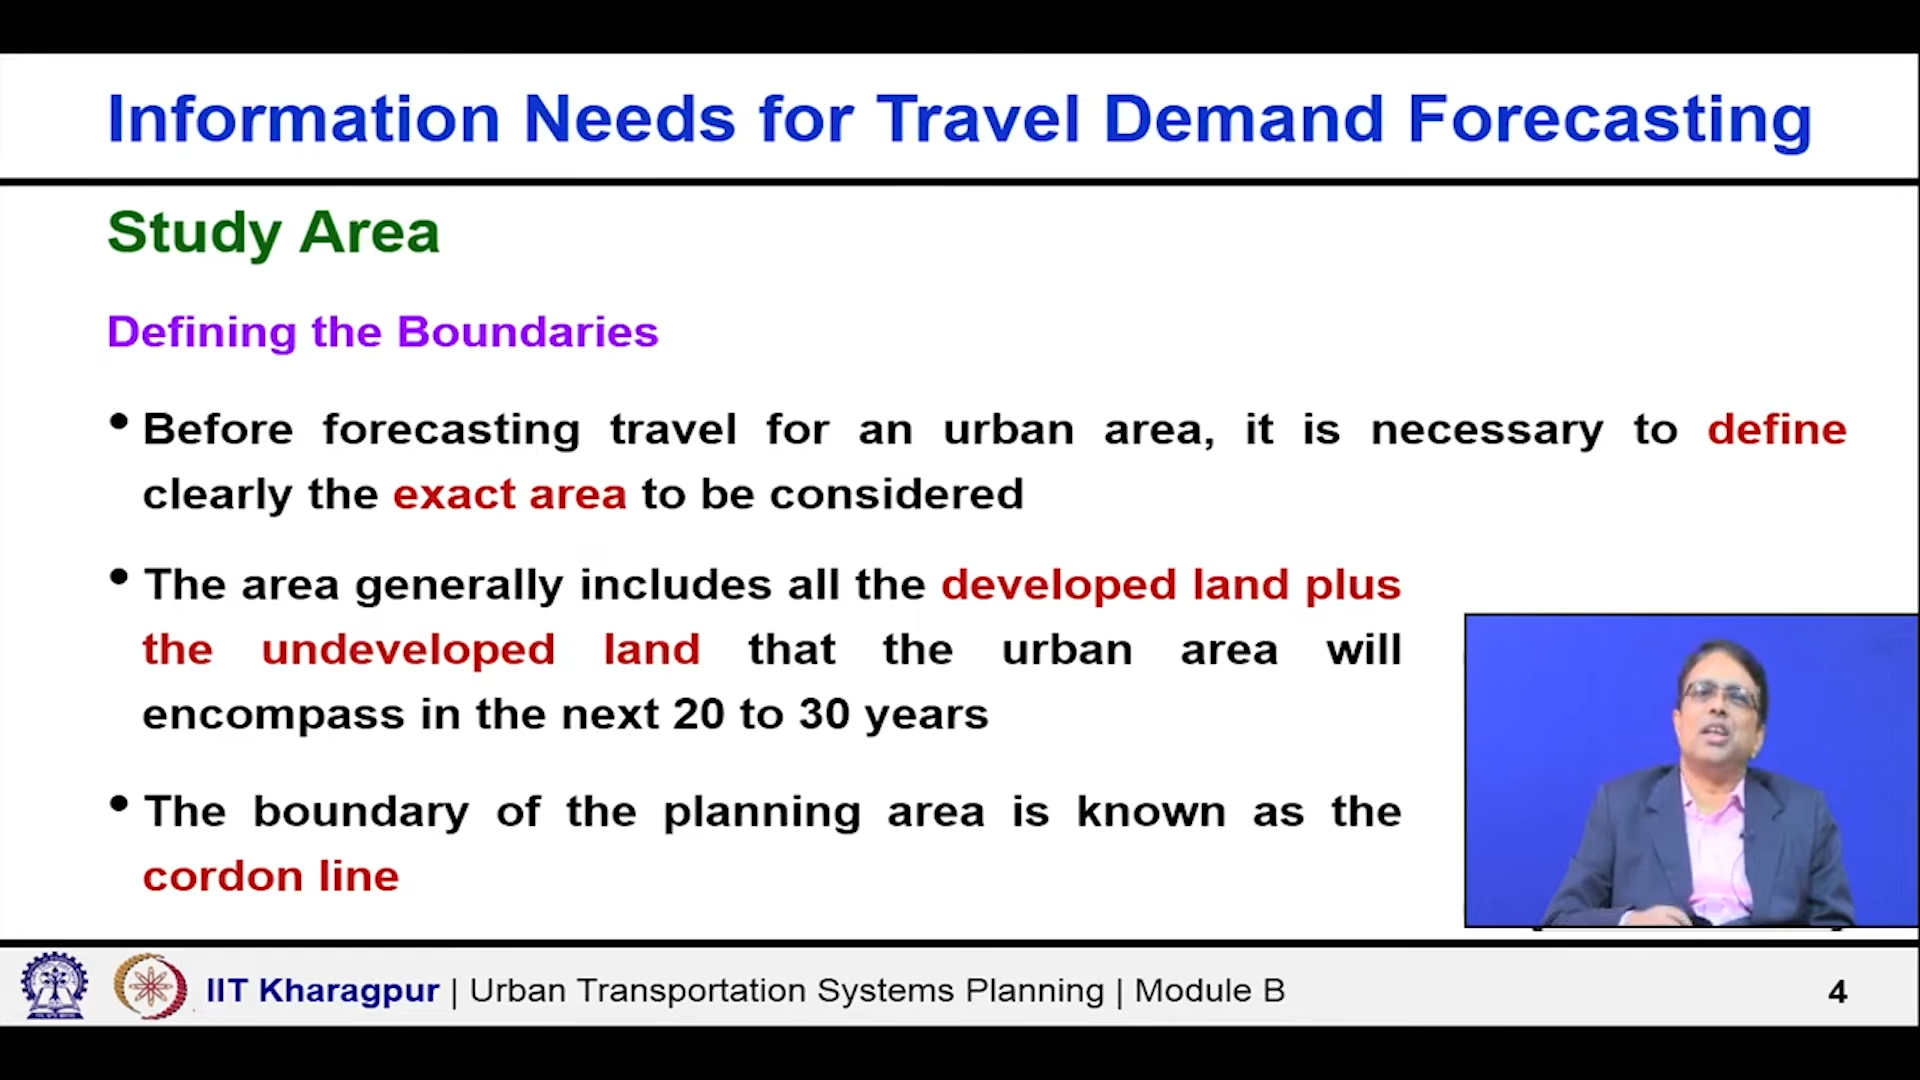 Information Needs for Travel Demand Forecasting
Study Area
Defining the Boundaries
• Before forecasting travel for an urban area, it is necessary to define
clearly the exact area to be considered
• The area generally includes all the developed land plus
the undeveloped land that the urban area will
encompass in the next 20 to 30 years
• The boundary of the planning area is known as the
cordon line
IIT Kharagpur | Urban Transportation Systems Planning | Module B
4